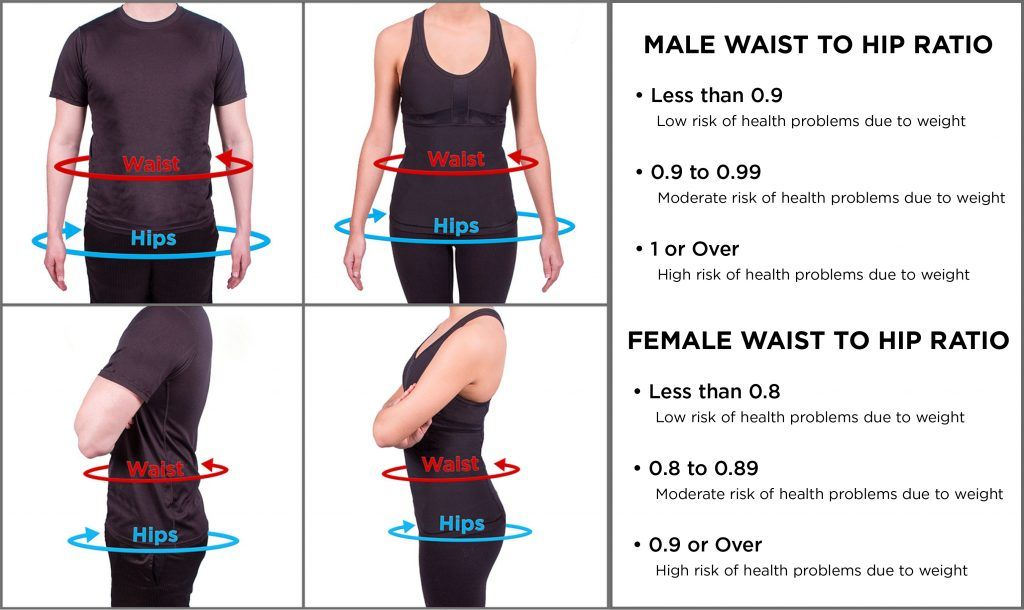 Waist
Hips
Waist
Hips
Waist
Hips
Waist
Hips
MALE WAIST TO HIP RATIO
• Less than 0.9
Low risk of health problems due to weight
• 0.9 to 0.99
Moderate risk of health problems due to weight
• 1 or Over
High risk of health problems due to weight
FEMALE WAIST TO HIP RATIO
• Less than 0.8
Low risk of health problems due to weight
• 0.8 to 0.89
Moderate risk of health problems due to weight
• 0.9 or Over
High risk of health problems due to weight